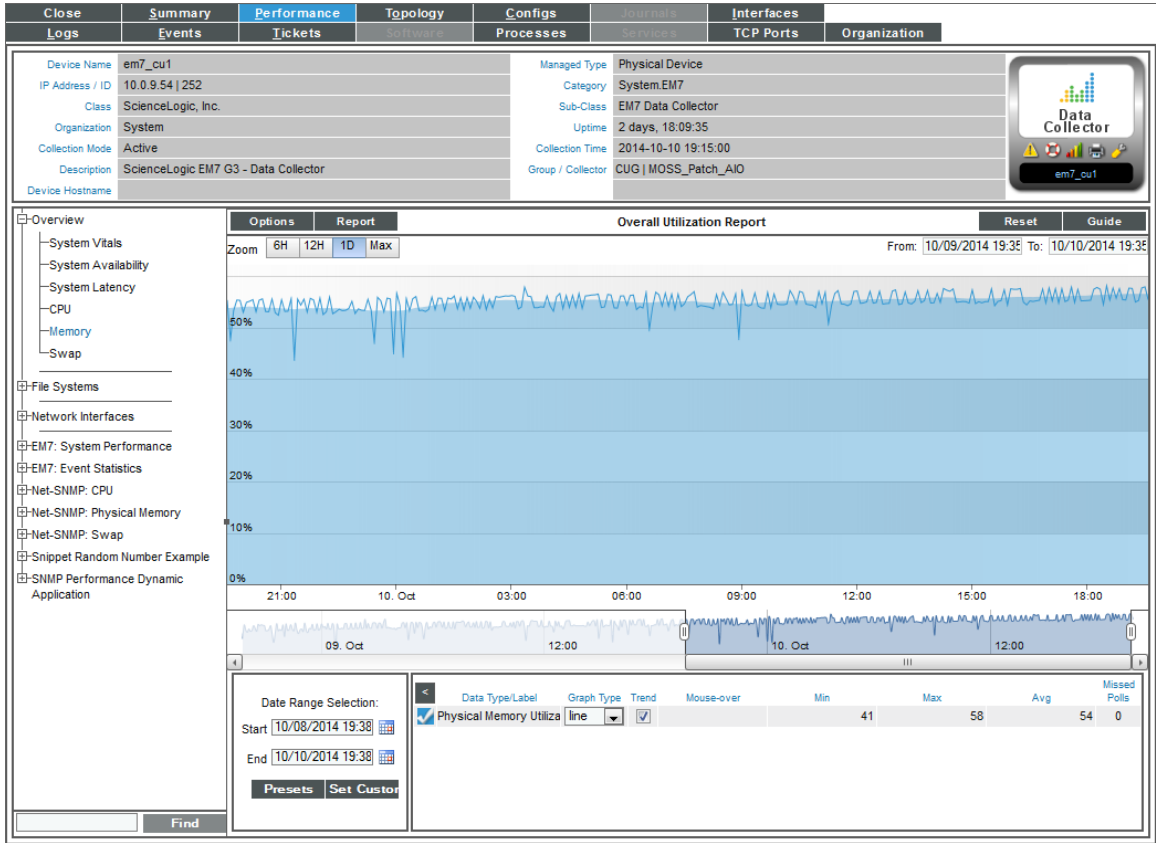 Close Summary Performance Topology Configs Journals Interfaces
Logs Events Tickets Software Processes Services TCP Ports Organization
Device Name em7_cu1 Managed Type Physical Device
IP Address / ID 10.0.9.54 | 252 Category System.EM7
Class ScienceLogic, Inc. Sub-Class EM7 Data Collector
Organization System Uptime 2 days, 18:09:35
Collection Mode Active Collection Time 2014-10-10 19:15:00
Description ScienceLogic EM7 G3 - Data Collector Group / Collector CUG | MOSS_Patch_AIO
Device Hostname
Data
Collector
em7_cu1
Overview
System Vitals
System Availability
System Latency
CPU
Memory
Swap
File Systems
Network Interfaces
EM7: System Performance
EM7: Event Statistics
Net-SNMP: CPU
Net-SNMP: Physical Memory
Net-SNMP: Swap
Snippet Random Number Example
SNMP Performance Dynamic
Application
Find
Options Report Overall Utilization Report Reset Guide
Zoom 6H 12H 1D Max From: 10/09/2014 19:35 To: 10/10/2014 19:35
50%
40%
30%
20%
10%
0%
21:00 10. Oct 03:00 06:00 09:00 12:00 15:00 18:00
09. Oct 12:00 10. Oct 12:00
Date Range Selection:
Start 10/08/2014 19:38
End 10/10/2014 19:38
Presets Set Custor
< Data Type/Label Graph Type Trend Mouse-over Min Max Avg Missed Polls
Physical Memory Utiliza line 41 58 54 0